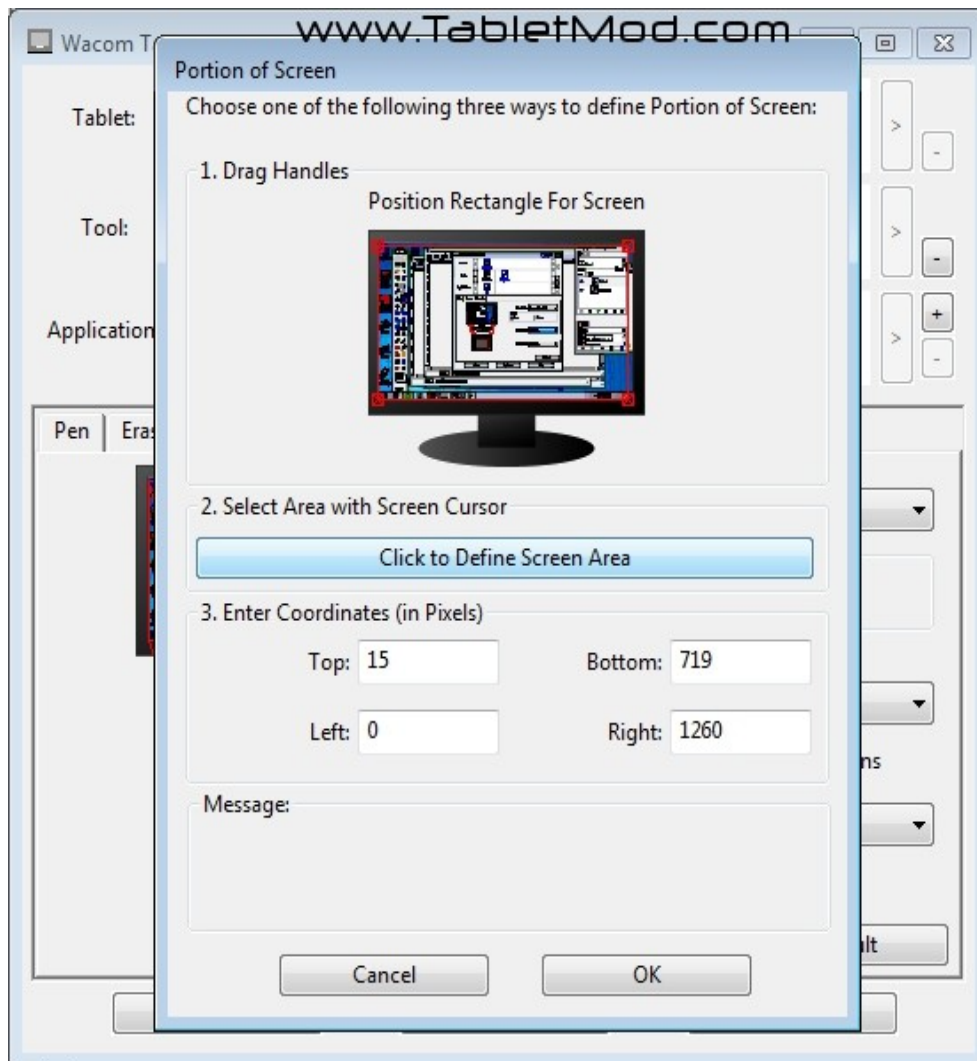 www.TabletMod.com
Wacom
Portion of Screen
Choose one of the following three ways to define Portion of Screen:
Tablet:
>
-
1. Drag Handles
Position Rectangle For Screen
Tool:
>
-
Application
>
+
-
Pen
2. Select Area with Screen Cursor
Click to Define Screen Area
3. Enter Coordinates (in Pixels)
Top: 15 Bottom: 719
Left: 0 Right: 1260
Message:
Cancel OK